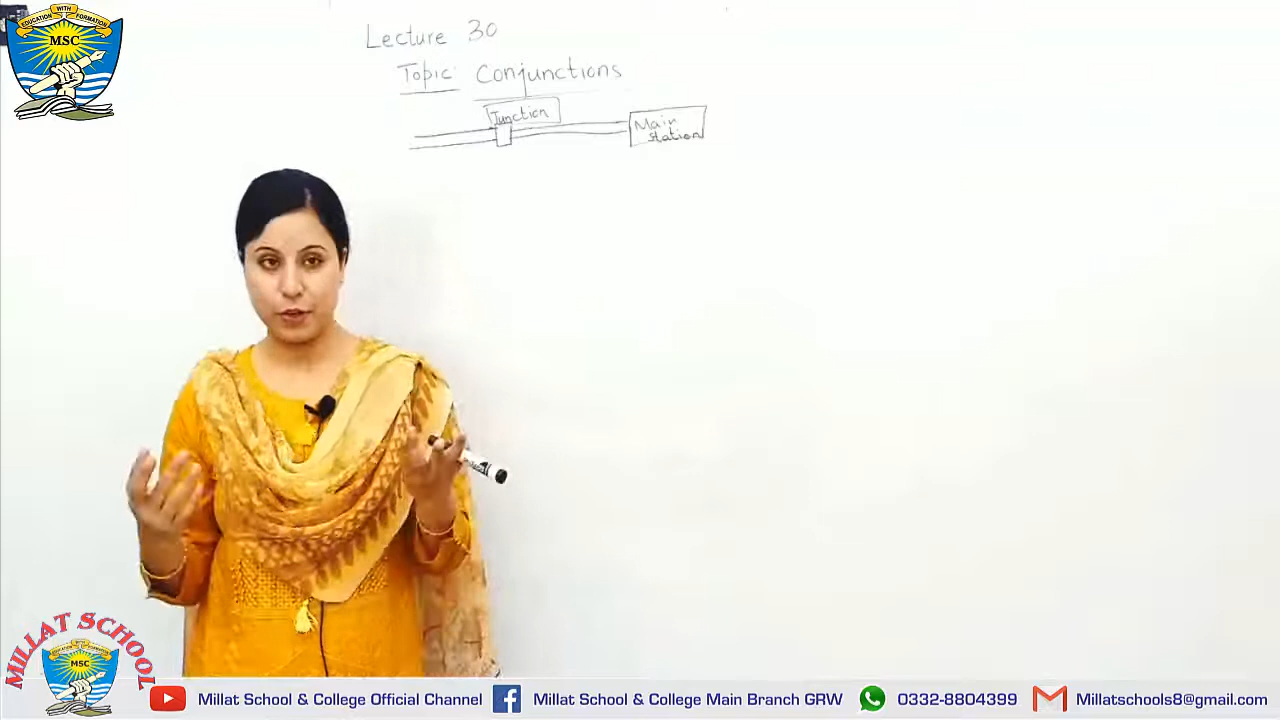 EDUCATION WITH FORMATION
MSC
Lecture 30
Topic: Conjunctions
Junction
Main
station
MILLAT SCHOOL
MSC
Millat School & College Official Channel
Millat School & College Main Branch GRW
0332-8804399
Millatschools8@gmail.com